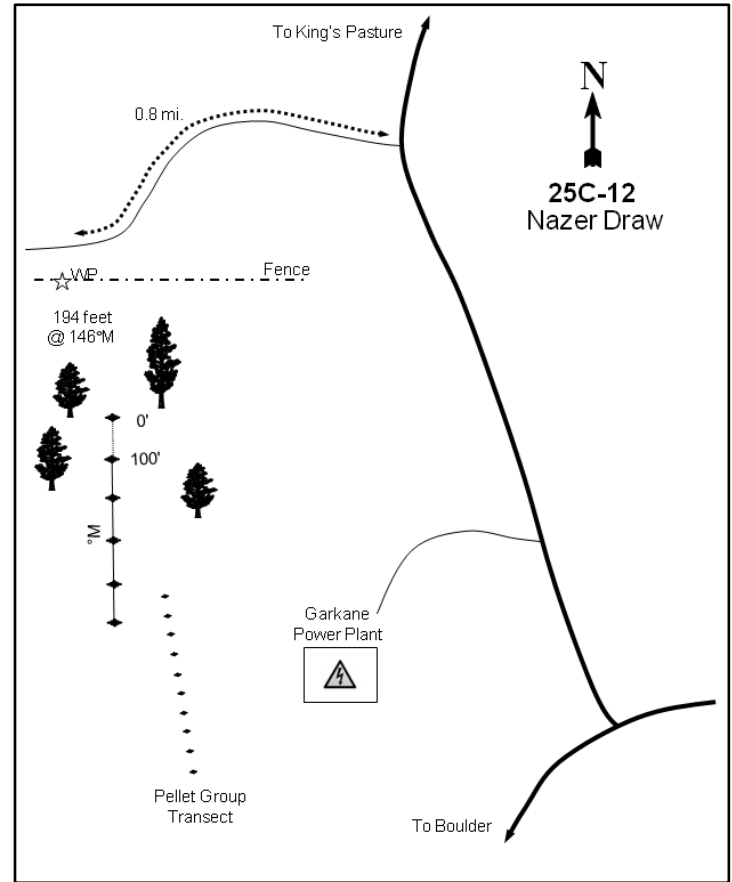 To King's Pasture
0.8 mi.
N
25C-12
Nazer Draw
WP
Fence
194 feet
@ 146°M
0'
100'
°M
Garkane
Power Plant
Pellet Group
Transect
To Boulder